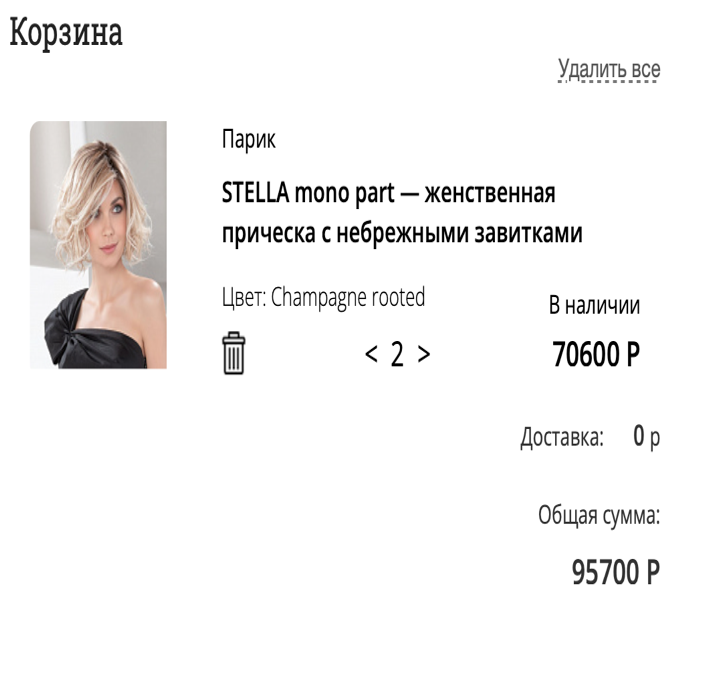 Корзина
Удалить все
Парик
STELLA mono part — женственная
прическа с небрежными завитками
Цвет: Champagne rooted
В наличии
< 2 >
70600 Р
Доставка: 0 р
Общая сумма:
95700 Р